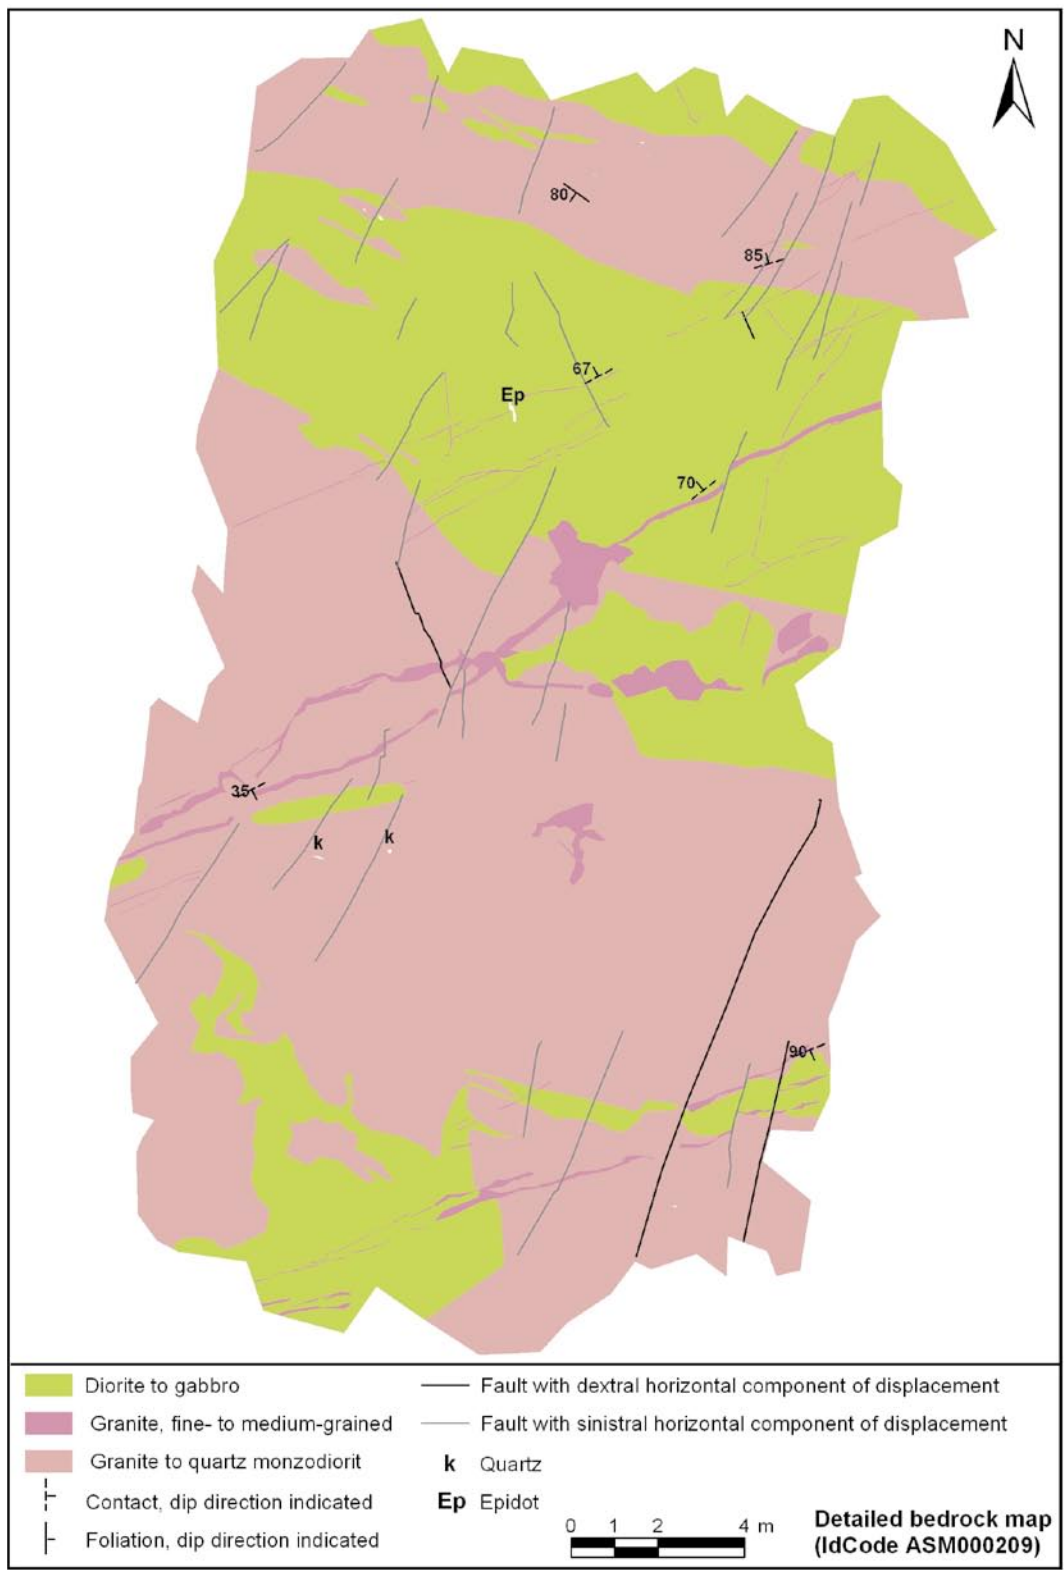 N
80
85
67
Ep
70
35
k
k
90
Diorite to gabbro
Granite, fine- to medium-grained
Granite to quartz monzodiorit
Contact, dip direction indicated
Foliation, dip direction indicated
Fault with dextral horizontal component of displacement
Fault with sinistral horizontal component of displacement
k Quartz
Ep Epidot
0 1 2 4 m
Detailed bedrock map
(IdCode ASM000209)